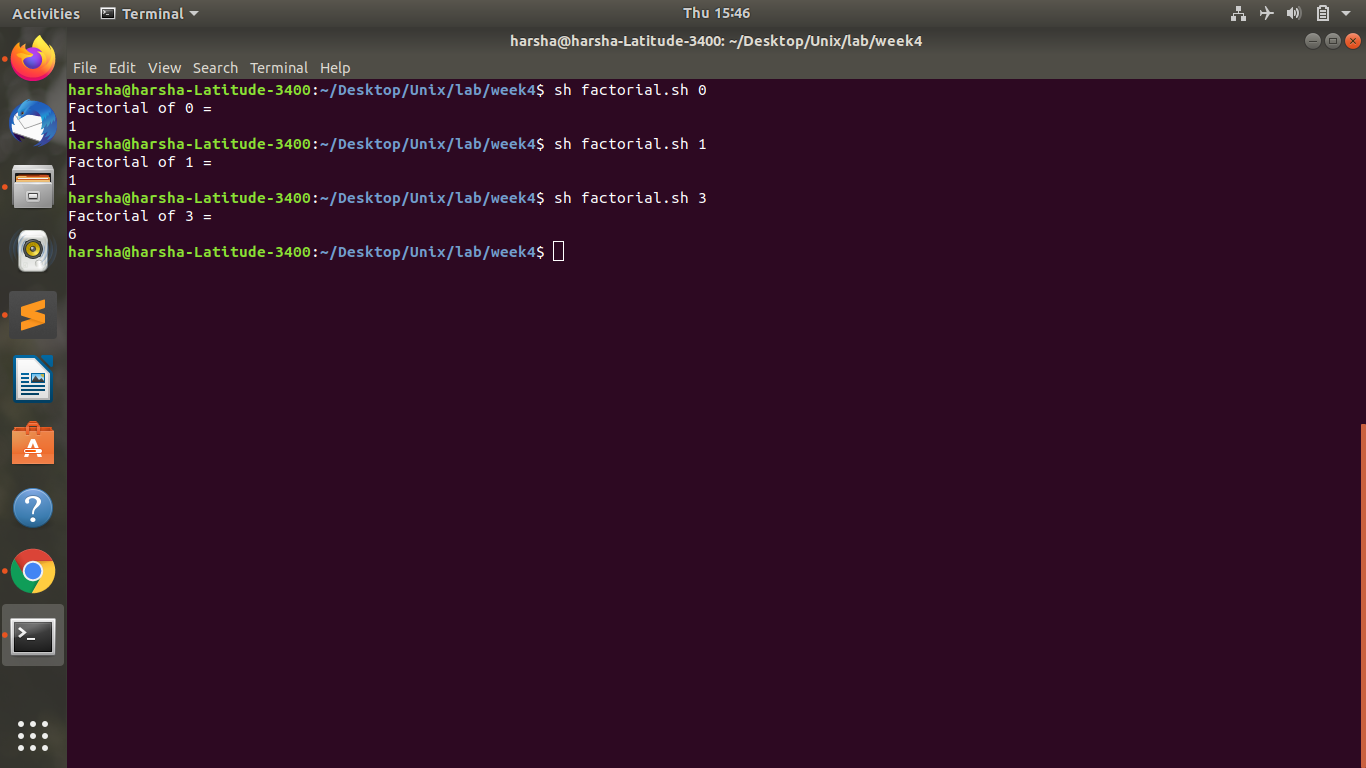 Activities Terminal Thu 15:46
harsha@harsha-Latitude-3400: ~/Desktop/Unix/lab/week4
File Edit View Search Terminal Help
harsha@harsha-Latitude-3400:~/Desktop/Unix/lab/week4$ sh factorial.sh 0
Factorial of 0 =
1
harsha@harsha-Latitude-3400:~/Desktop/Unix/lab/week4$ sh factorial.sh 1
Factorial of 1 =
1
harsha@harsha-Latitude-3400:~/Desktop/Unix/lab/week4$ sh factorial.sh 3
Factorial of 3 =
6
harsha@harsha-Latitude-3400:~/Desktop/Unix/lab/week4$